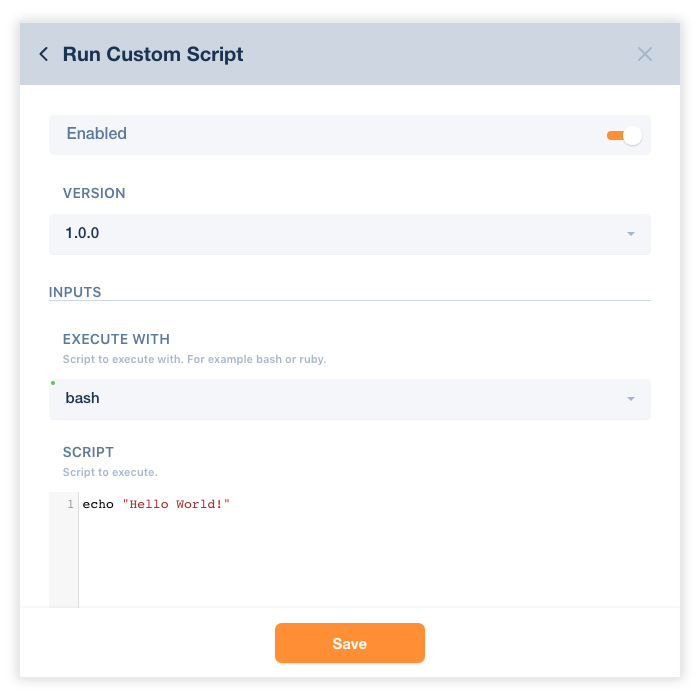 Run Custom Script
Enabled
VERSION
1.0.0
INPUTS
EXECUTE WITH
Script to execute with. For example bash or ruby.
bash
SCRIPT
Script to execute.
1 echo "Hello World!"
Save